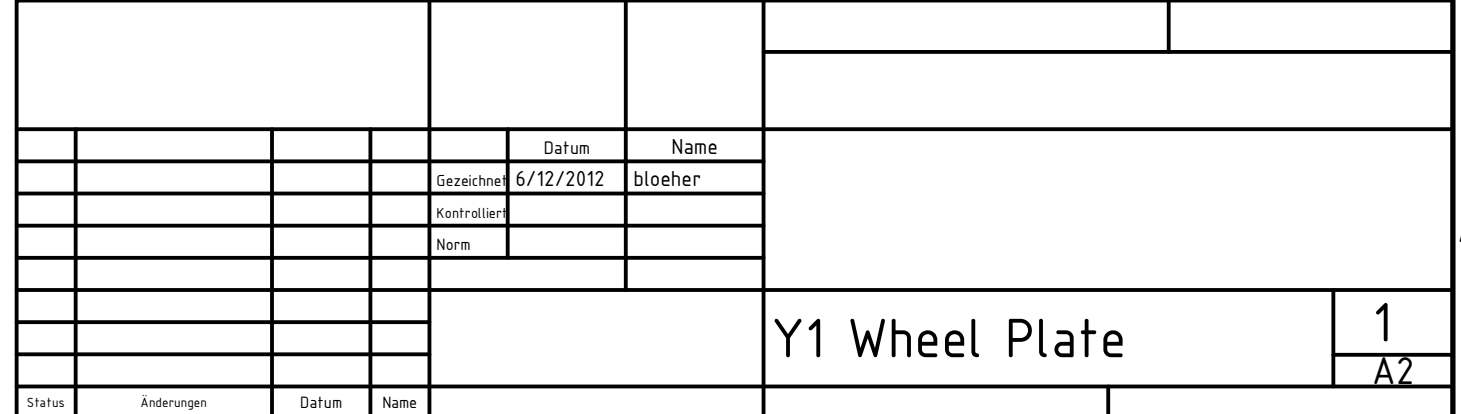 Datum Name
Gezeichnet 6/12/2012 bloeher
Kontrolliert
Norm
Y1 Wheel Plate
1
A2
Status Änderungen Datum Name